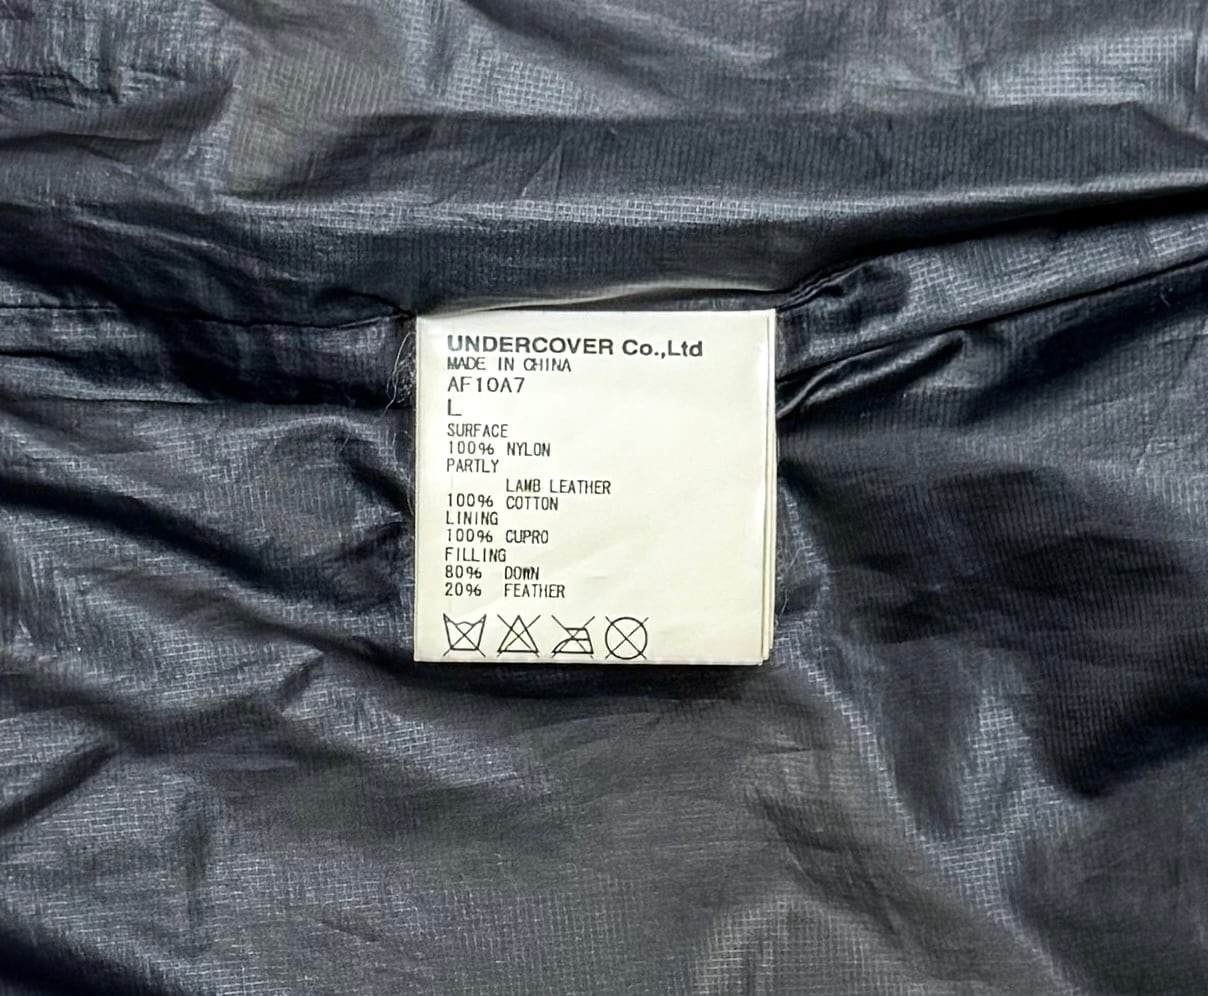 UNDERCOVER Co.,Ltd
MADE IN CHINA
AF10A7
L
SURFACE
100% NYLON
PARTLY
LAMB LEATHER
100% COTTON
LINING
100% CUPRO
FILLING
80% DOWN
20% FEATHER